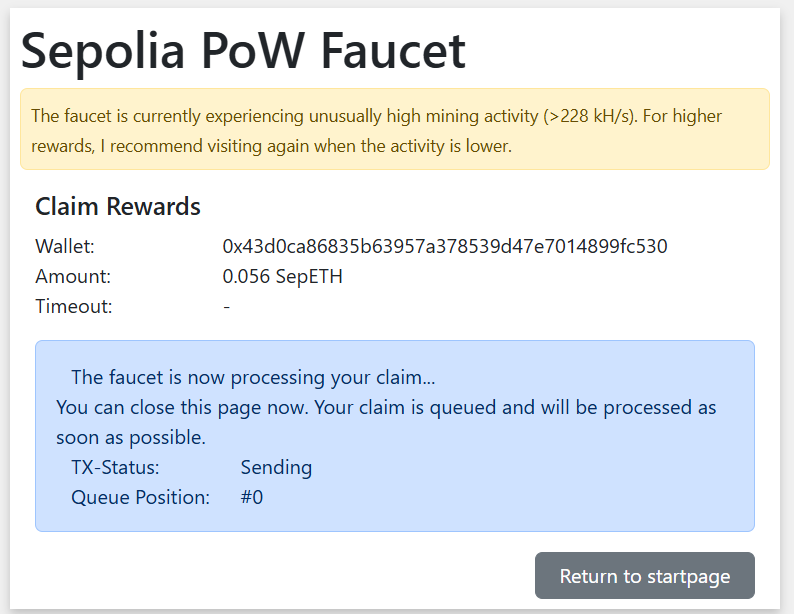 Sepolia PoW Faucet
The faucet is currently experiencing unusually high mining activity (>228 kH/s). For higher
rewards, I recommend visiting again when the activity is lower.
Claim Rewards
Wallet: 0x43d0ca86835b63957a378539d47e7014899fc530
Amount: 0.056 SepETH
Timeout: -
The faucet is now processing your claim...
You can close this page now. Your claim is queued and will be processed as
soon as possible.
TX-Status: Sending
Queue Position: #0
Return to startpage